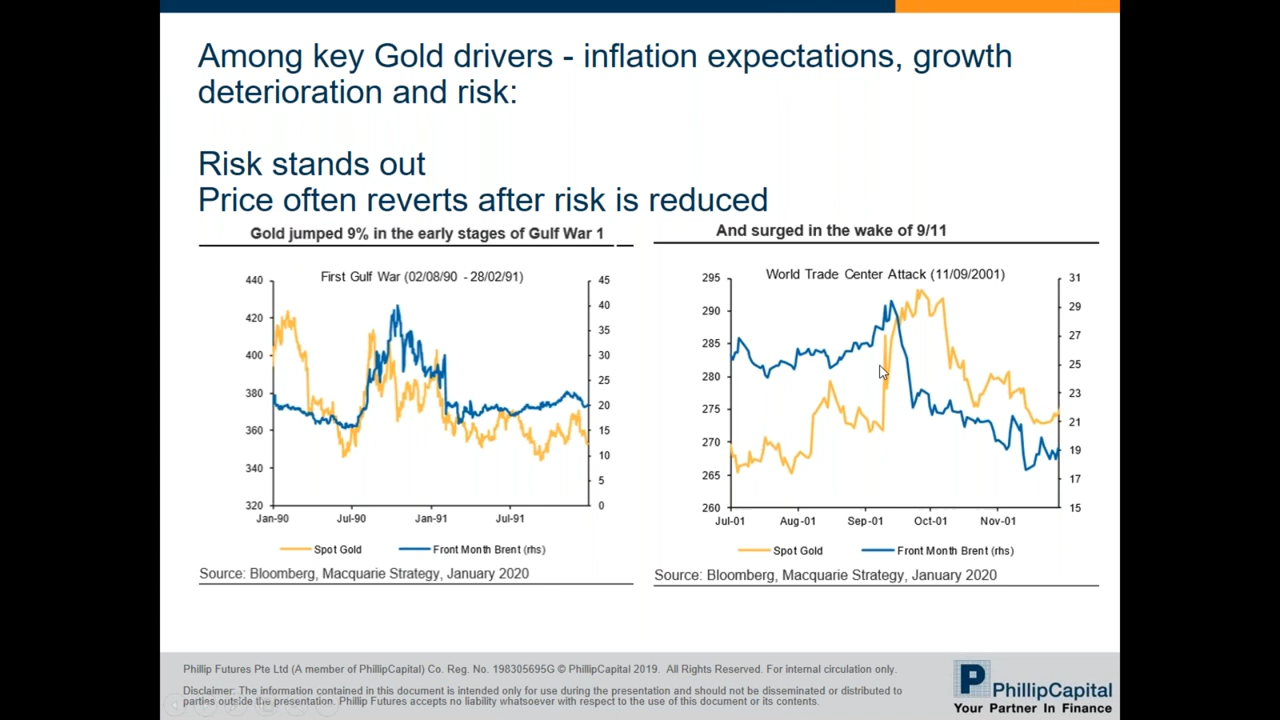 Among key Gold drivers - inflation expectations, growth
deterioration and risk:
Risk stands out
Price often reverts after risk is reduced
Gold jumped 9% in the early stages of Gulf War 1
First Gulf War (02/08/90 - 28/02/91)
440
420
400
380
360
340
320
45
40
35
30
25
20
15
10
5
0
Jan-90 Jul-90 Jan-91 Jul-91
Spot Gold Front Month Brent (rhs)
Source: Bloomberg, Macquarie Strategy, January 2020
And surged in the wake of 9/11
World Trade Center Attack (11/09/2001)
295
290
285
280
275
270
265
260
31
29
27
25
23
21
19
17
15
Jul-01 Aug-01 Sep-01 Oct-01 Nov-01
Spot Gold Front Month Brent (rhs)
Source: Bloomberg, Macquarie Strategy, January 2020
Phillip Futures Pte Ltd (A member of PhillipCapital) Co. Reg. No. 198305695G © PhillipCapital 2019. All Rights Reserved. For internal circulation only.
Disclaimer: The information contained in this document is intended only for use during the presentation and should not be disseminated or distributed to
parties outside the presentation. Phillip Futures accepts no liability whatsoever with respect to the use of this document or its contents.
P
PhillipCapital
Your Partner In Finance